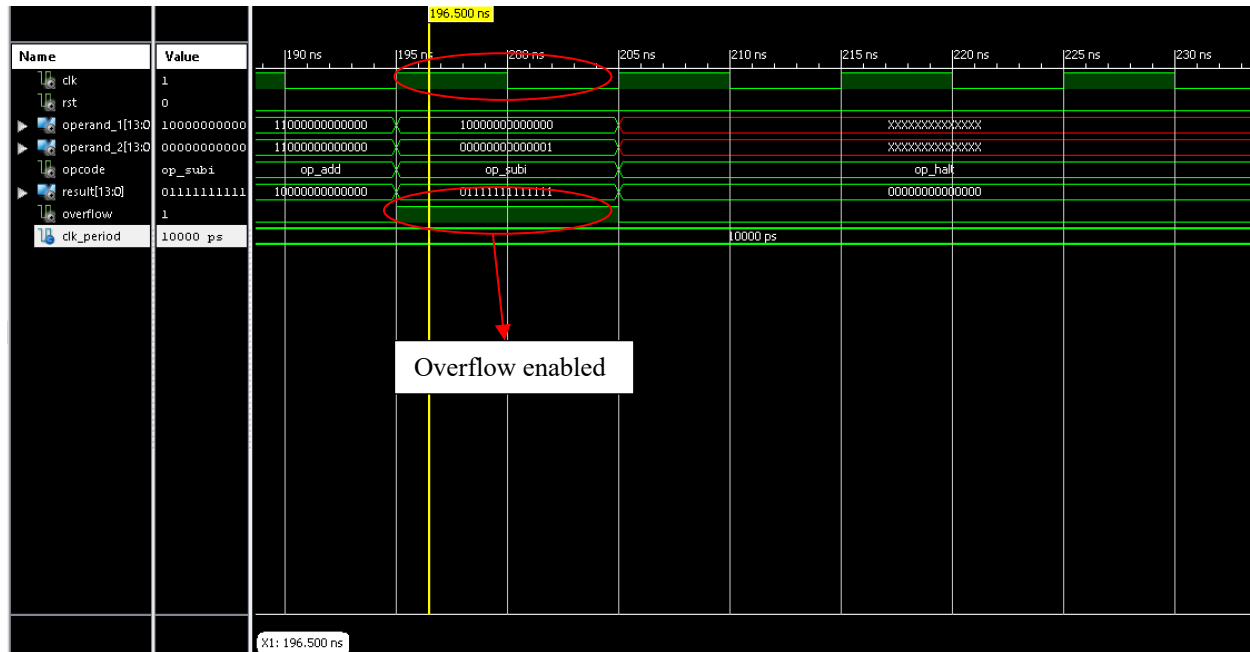 196.500 ns
Name Value 190 ns 195 ns 200 ns 205 ns 210 ns 215 ns 220 ns 225 ns 230 ns
clk 1
rst 0
operand_1[13:0 10000000000 11000000000000 10000000000000 XXXXXXXXXXXXXX
operand_2[13:0 00000000000 11000000000000 00000000000001 XXXXXXXXXXXXXX
opcode op_subi op_add op_subi op_halt
result[13:0] 01111111111 10000000000000 01111111111111 00000000000000
overflow 1
clk_period 10000 ps 10000 ps
Overflow enabled
X1: 196.500 ns